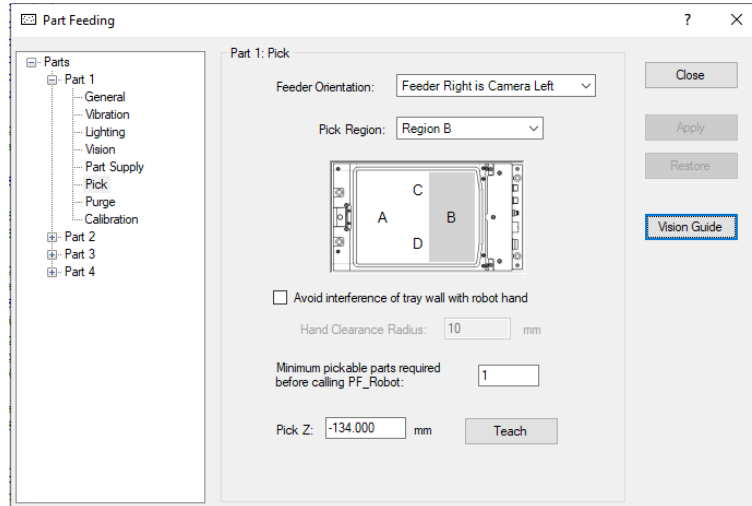 Part Feeding
? X
Parts
Part 1
General
Vibration
Lighting
Vision
Part Supply
Pick
Purge
Calibration
Part 2
Part 3
Part 4
Part 1: Pick
Feeder Orientation: Feeder Right is Camera Left
Pick Region: Region B
C
A B
D
Avoid interference of tray wall with robot hand
Hand Clearance Radius: 10 mm
Minimum pickable parts required
before calling PF_Robot: 1
Pick Z: -134.000 mm Teach
Close
Apply
Restore
Vision Guide